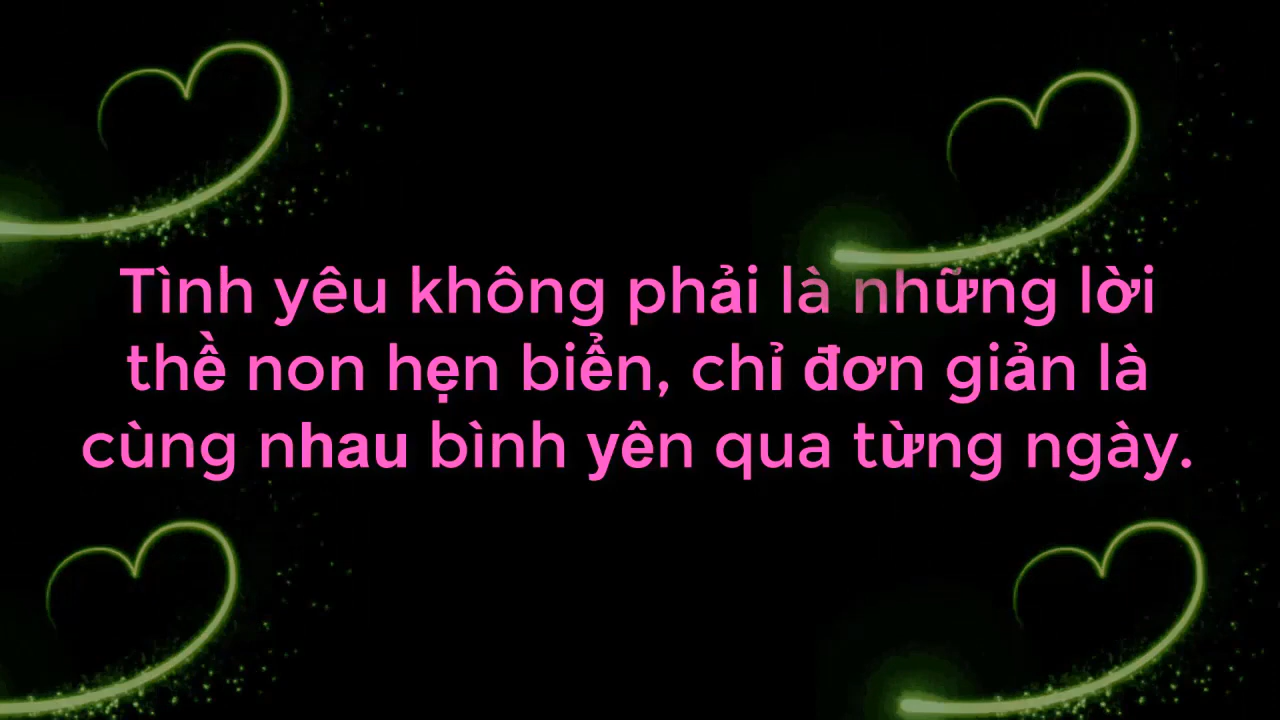 Tình yêu không phải là những lời
thề non hẹn biển, chỉ đơn giản là
cùng nhau bình yên qua từng ngày.